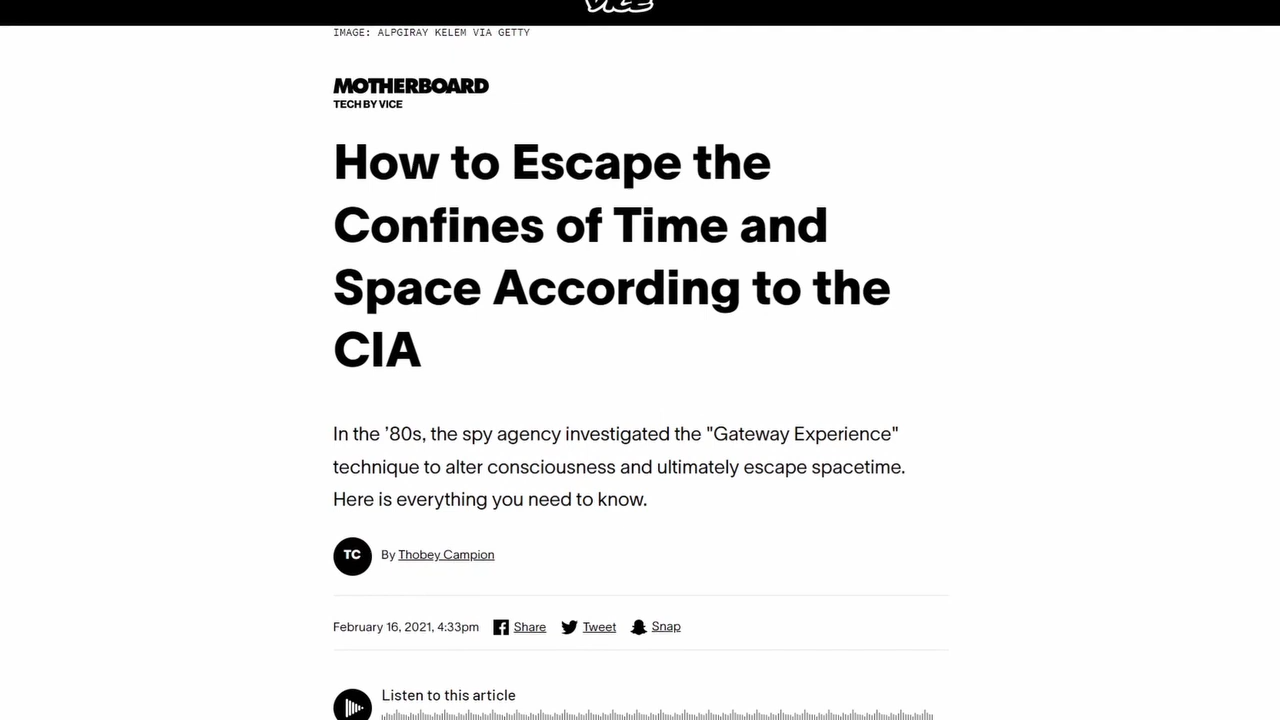 VICE
IMAGE: ALPGIRAY KELEM VIA GETTY
MOTHERBOARD
TECH BY VICE
How to Escape the
Confines of Time and
Space According to the
CIA
In the ’80s, the spy agency investigated the "Gateway Experience"
technique to alter consciousness and ultimately escape spacetime.
Here is everything you need to know.
TC By Thobey Campion
February 16, 2021, 4:33pm Share Tweet Snap
Listen to this article